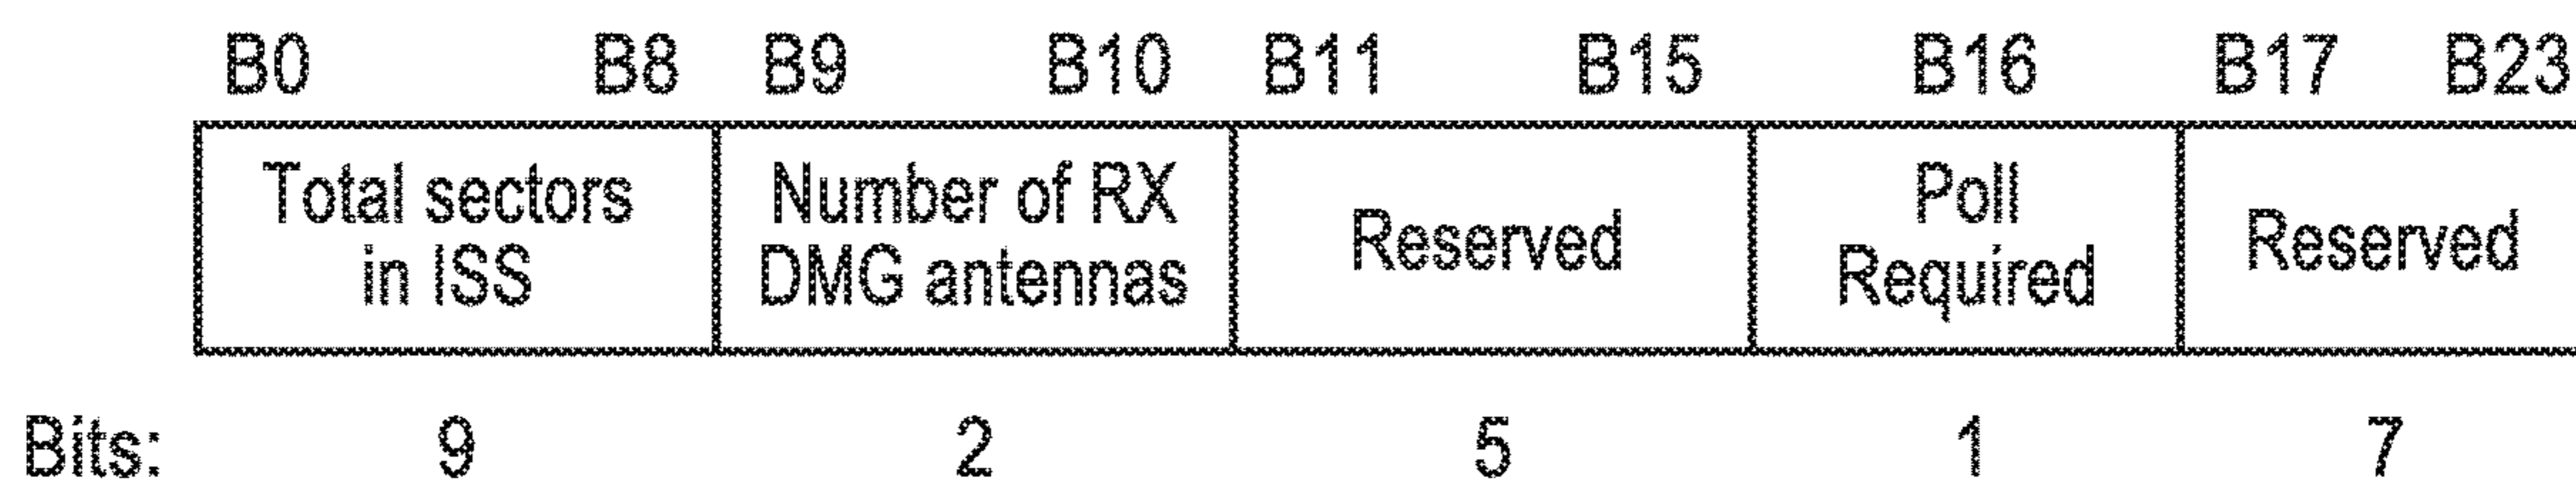 B0 B8 B9 B10 B11 B15 B16 B17 B23
Total sectors in ISS
Number of RX DMG antennas
Reserved
Poll Required
Reserved
Bits: 9 2 5 1 7